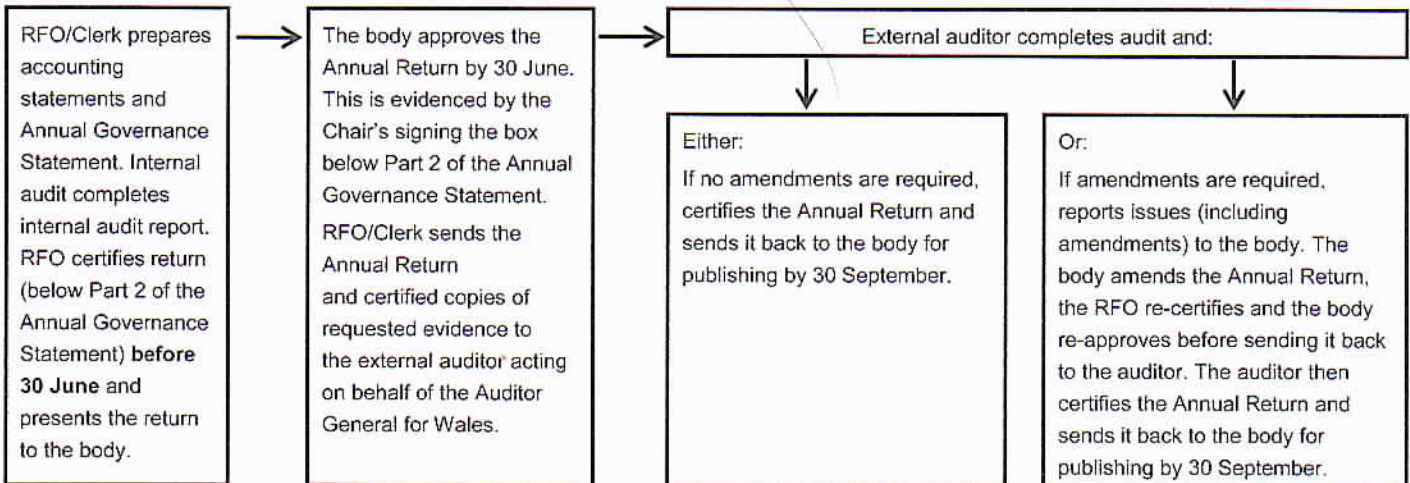 RFO/Clerk prepares
accounting
statements and
Annual Governance
Statement. Internal
audit completes
internal audit report.
RFO certifies return
(below Part 2 of the
Annual Governance
Statement) before
30 June and
presents the return
to the body.
The body approves the
Annual Return by 30 June.
This is evidenced by the
Chair's signing the box
below Part 2 of the Annual
Governance Statement.
RFO/Clerk sends the
Annual Return
and certified copies of
requested evidence to
the external auditor acting
on behalf of the Auditor
General for Wales.
External auditor completes audit and:
Either:
If no amendments are required,
certifies the Annual Return and
sends it back to the body for
publishing by 30 September.
Or:
If amendments are required,
reports issues (including
amendments) to the body. The
body amends the Annual Return,
the RFO re-certifies and the body
re-approves before sending it back
to the auditor. The auditor then
certifies the Annual Return and
sends it back to the body for
publishing by 30 September.